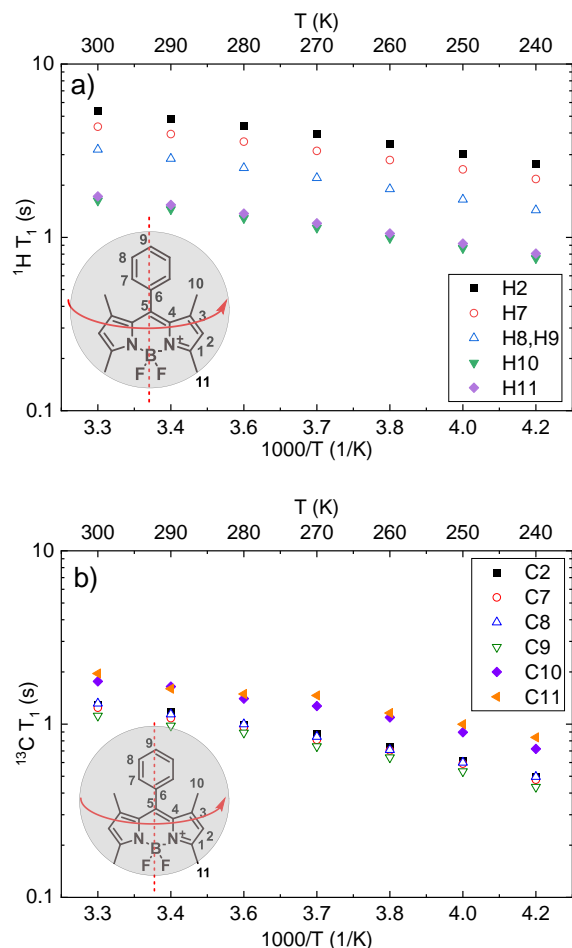 T (K)
300 290 280 270 260 250 240
a)
10
1
0.1
¹H T₁ (s)
H2
H7
H8,H9
H10
H11
9
8
7
10
6
5
4
3
N
N⁺
2
B
1
F F
11
3.3 3.4 3.6 3.7 3.8 4.0 4.2
1000/T (1/K)
T (K)
300 290 280 270 260 250 240
b)
10
1
0.1
¹³C T₁ (s)
C2
C7
C8
C9
C10
C11
9
8
7
10
6
5
4
3
N
N⁺
2
B
1
F F
11
3.3 3.4 3.6 3.7 3.8 4.0 4.2
1000/T (1/K)